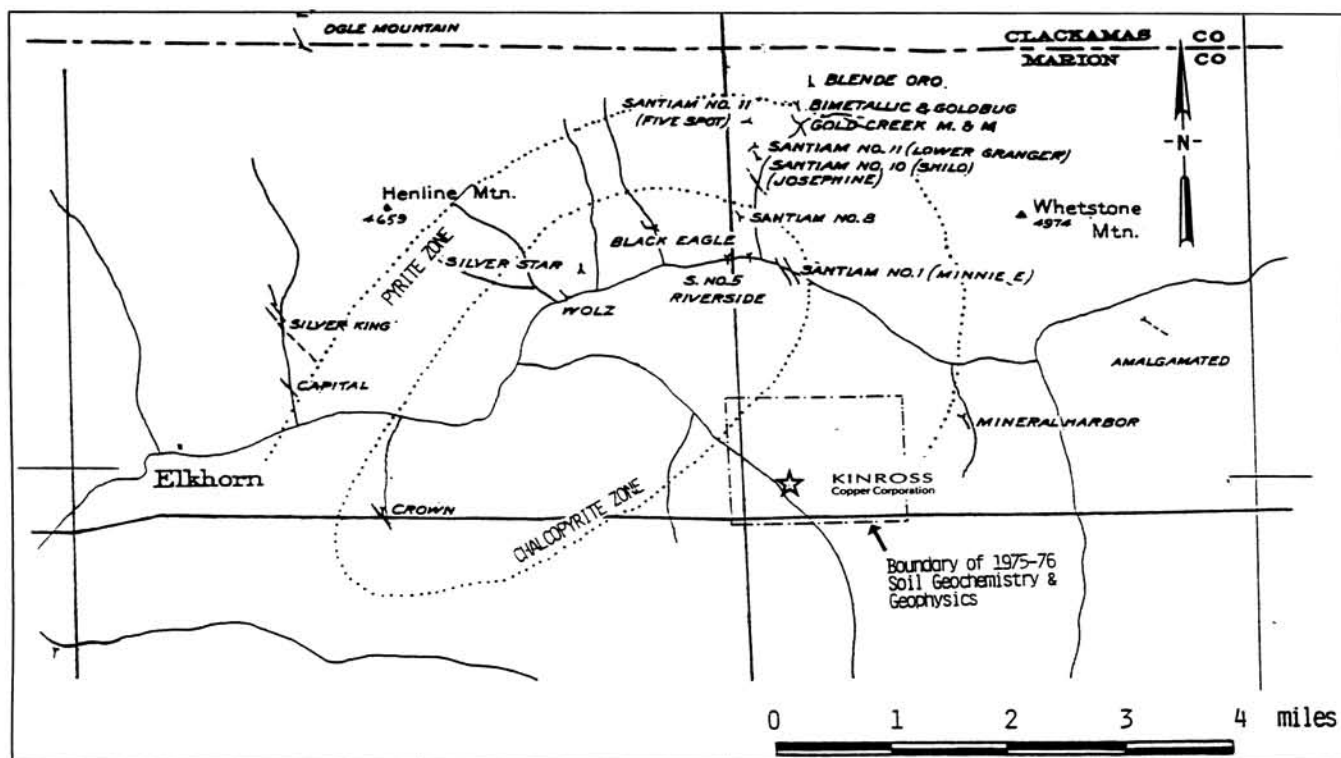 OGLE MOUNTAIN
CLACKAMAS CO
MARION CO
BLENDE ORO.
SANTIAM NO. 11
(FIVE SPOT)
BIMETALLIC & GOLDBUG
GOLD CREEK M. & M
-N-
SANTIAM NO. 11 (LOWER GRANGER)
SANTIAM NO. 10 (SHILO)
(JOSEPHINE)
Henline Mtn.
4659
Whetstone
4974
Mtn.
SANTIAM NO. 8
PYRITE ZONE
BLACK EAGLE
SILVER STAR
SANTIAM NO. 1 (MINNIE E)
S. NO. 5
RIVERSIDE
WOLZ
SILVER KING
AMALGAMATED
CAPITAL
MINERAL HARBOR
Elkhorn
KINROSS
Copper Corporation
CROWN
CHALCOPYRITE ZONE
Boundary of 1975-76
Soil Geochemistry &
Geophysics
0 1 2 3 4 miles